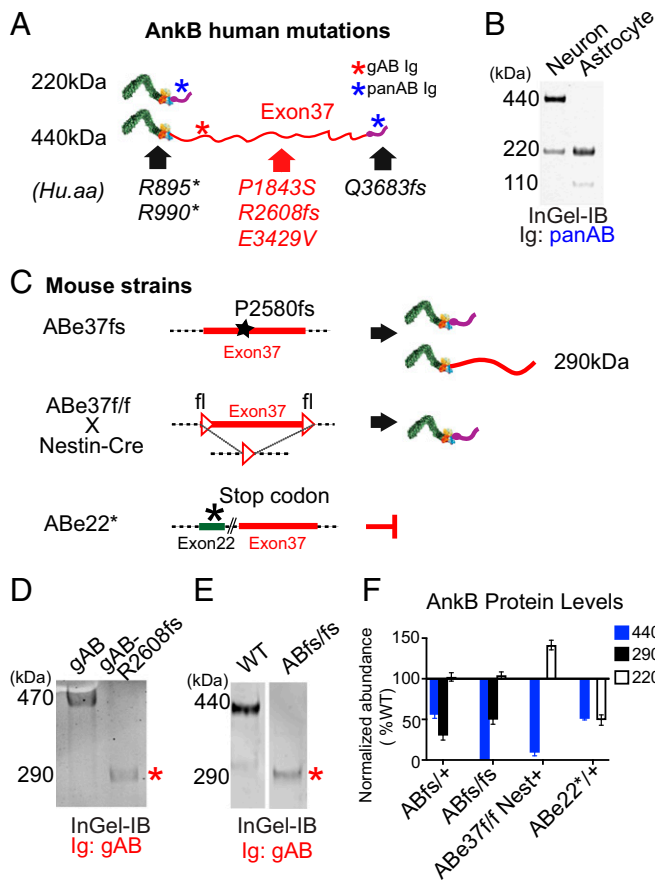 A
AnkB human mutations
220kDa
440kDa
* gAB Ig
* panAB Ig
Exon37
(Hu.aa)
R895*
R990*
P1843S
R2608fs
E3429V
Q3683fs
B
Neuron
Astrocyte
(kDa)
440
220
110
InGel-IB
Ig: panAB
C
Mouse strains
ABe37fs
P2580fs
Exon37
290kDa
ABe37f/f
X
Nestin-Cre
fl
Exon37
fl
ABe22*
Stop codon
*
Exon22
//
Exon37
D
(kDa)
gAB
gAB-
R2608fs
470
290
*
InGel-IB
Ig: gAB
E
(kDa)
WT
ABfs/fs
440
290
*
InGel-IB
Ig: gAB
F
AnkB Protein Levels
Normalized abundance
( %WT)
150
100
50
0
440
290
220
ABfs/+
ABfs/fs
ABe37f/f Nest+
ABe22*/+